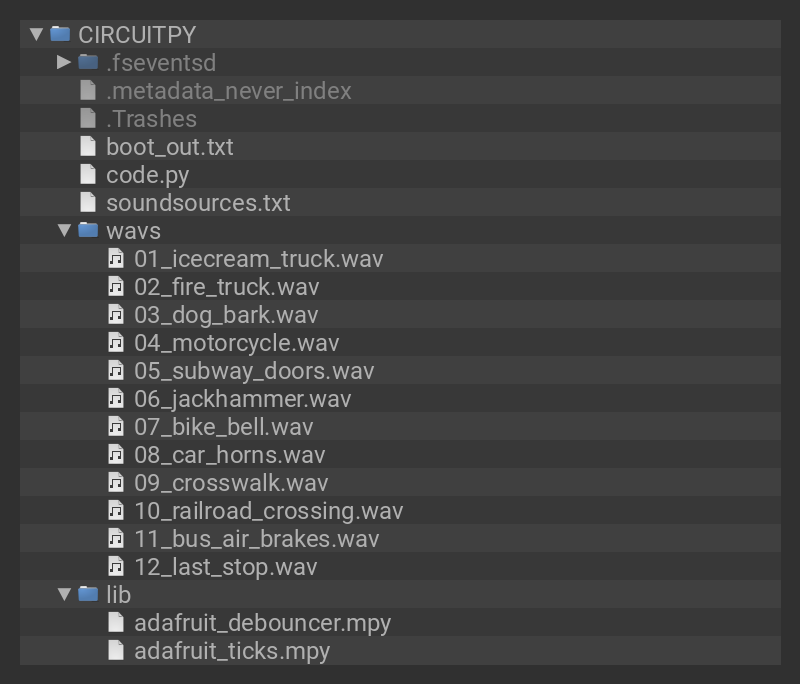 CIRCUITPY
.fseventsd
.metadata_never_index
.Trashes
boot_out.txt
code.py
soundsources.txt
wavs
01_icecream_truck.wav
02_fire_truck.wav
03_dog_bark.wav
04_motorcycle.wav
05_subway_doors.wav
06_jackhammer.wav
07_bike_bell.wav
08_car_horns.wav
09_crosswalk.wav
10_railroad_crossing.wav
11_bus_air_brakes.wav
12_last_stop.wav
lib
adafruit_debouncer.mpy
adafruit_ticks.mpy